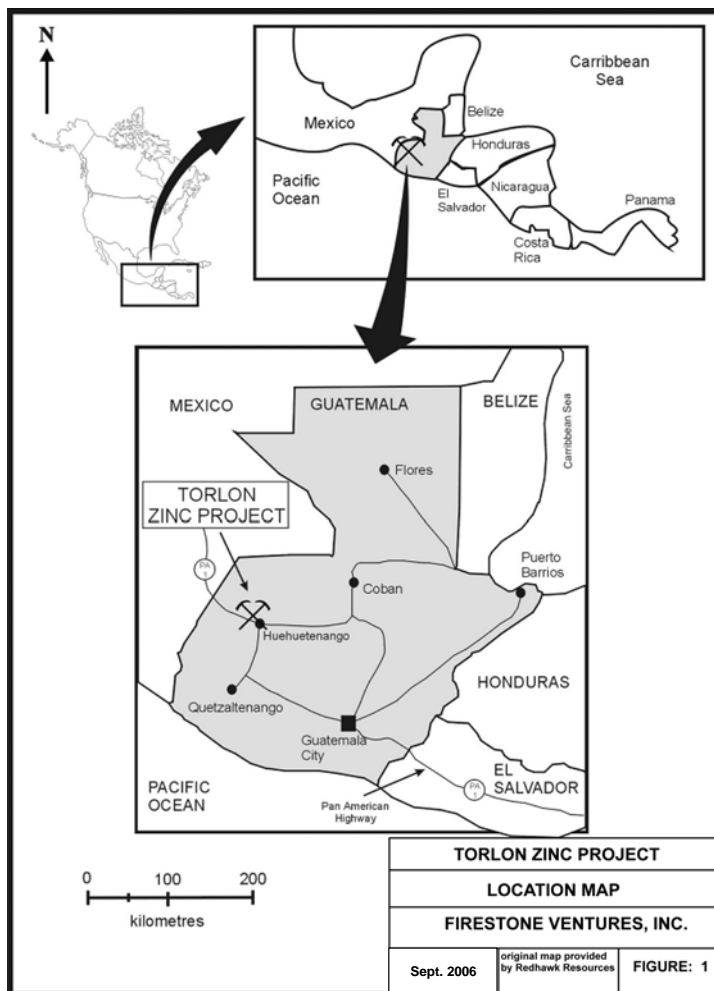 N
Carribbean
Sea
Belize
Mexico
Honduras
Pacific
Ocean
El
Salvador
Nicaragua
Panama
Costa
Rica
MEXICO
GUATEMALA
BELIZE
Carribbean Sea
Flores
TORLON
ZINC PROJECT
PA
1
Puerto
Barrios
Coban
Huehuetenango
HONDURAS
Quetzaltenango
Guatemala
City
EL
SALVADOR
PACIFIC
OCEAN
Pan American
Highway
PA
1
0 100 200
kilometres
TORLON ZINC PROJECT
LOCATION MAP
FIRESTONE VENTURES, INC.
Sept. 2006
original map provided
by Redhawk Resources
FIGURE: 1